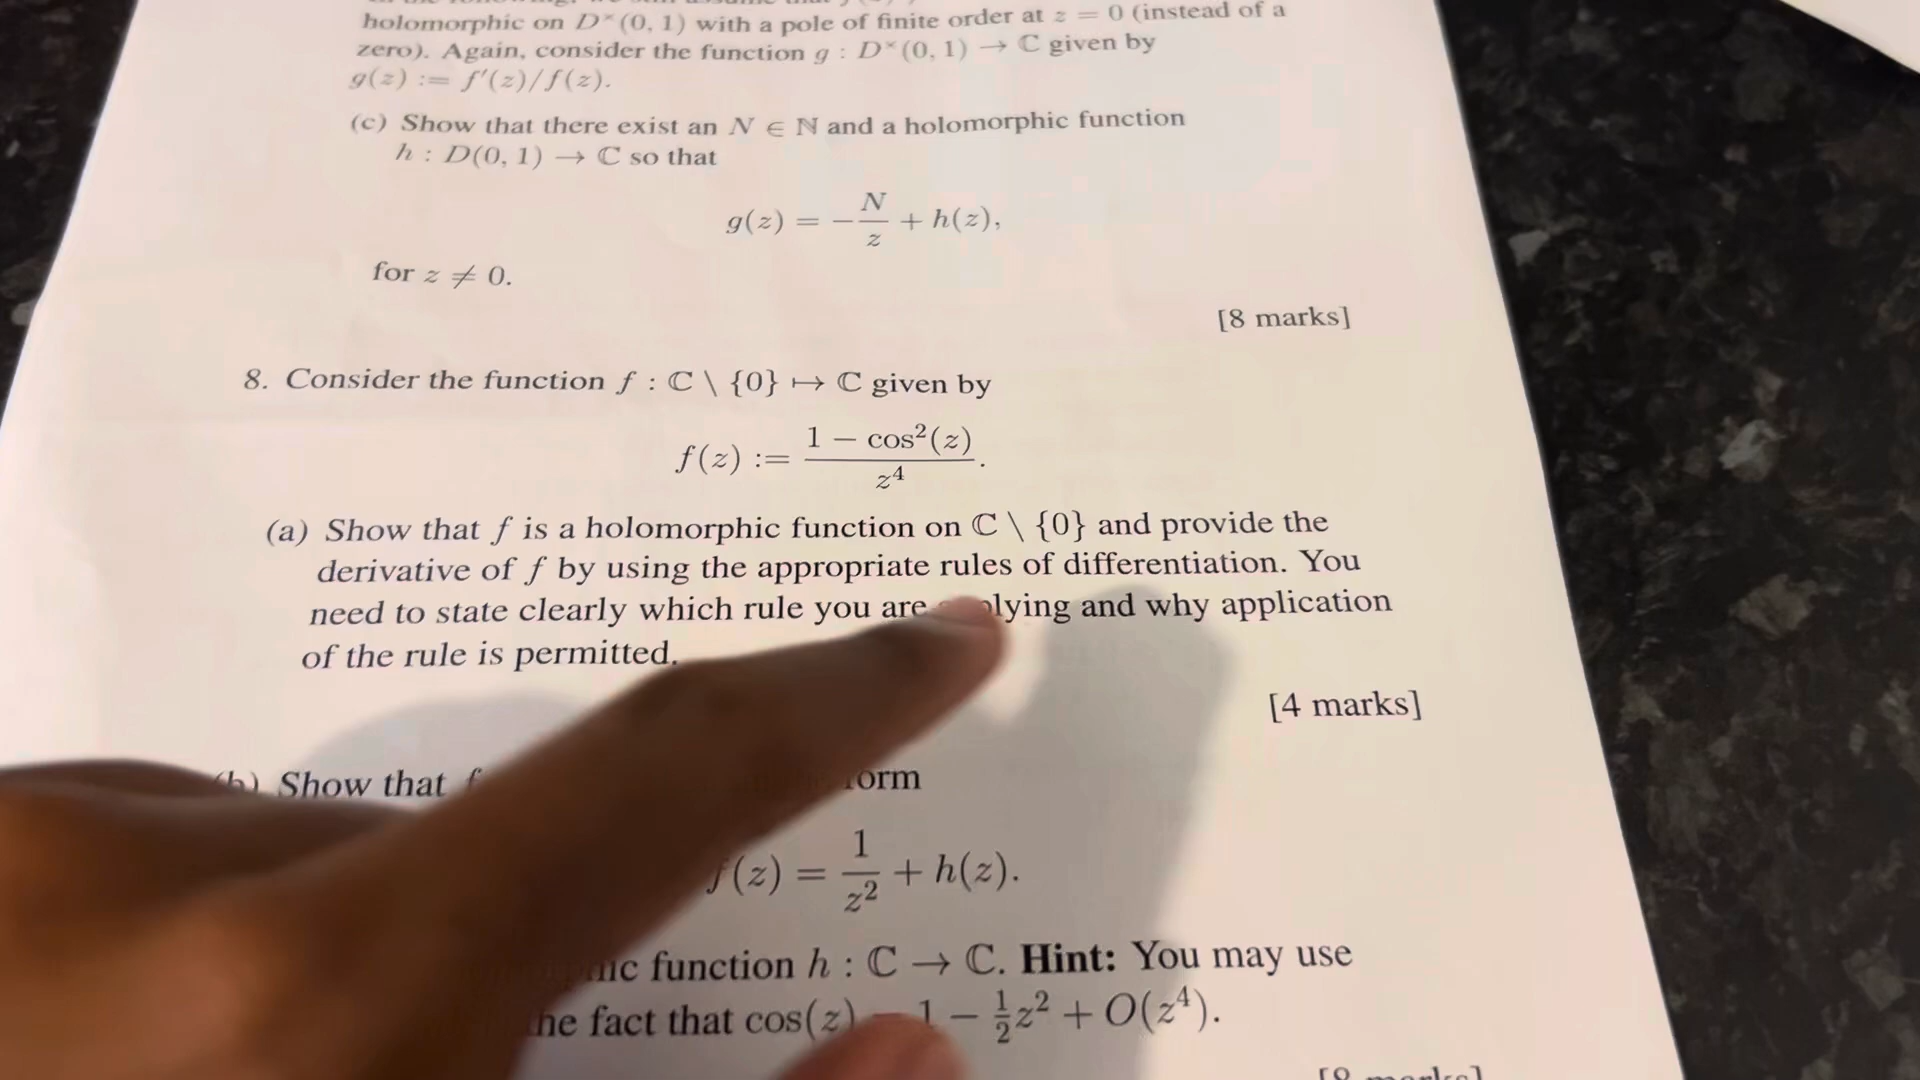 holomorphic on D×(0, 1) with a pole of finite order at z = 0 (instead of a
zero). Again, consider the function g : D×(0, 1) → ℂ given by
g(z) := f′(z)/f(z).
(c) Show that there exist an N ∈ ℕ and a holomorphic function
h : D(0, 1) → ℂ so that
g(z) = −N/z + h(z),
for z ≠ 0.
[8 marks]
8. Consider the function f : ℂ \ {0} ↦ ℂ given by
f(z) := (1 − cos²(z))/z⁴.
(a) Show that f is a holomorphic function on ℂ \ {0} and provide the
derivative of f by using the appropriate rules of differentiation. You
need to state clearly which rule you are and why application
of the rule is permitted.
[4 marks]
(b) Show that f
f(z) = 1/z² + h(z).
function h : ℂ → ℂ. Hint: You may use
fact that cos(z) = 1 − ½z² + O(z⁴).
marks]